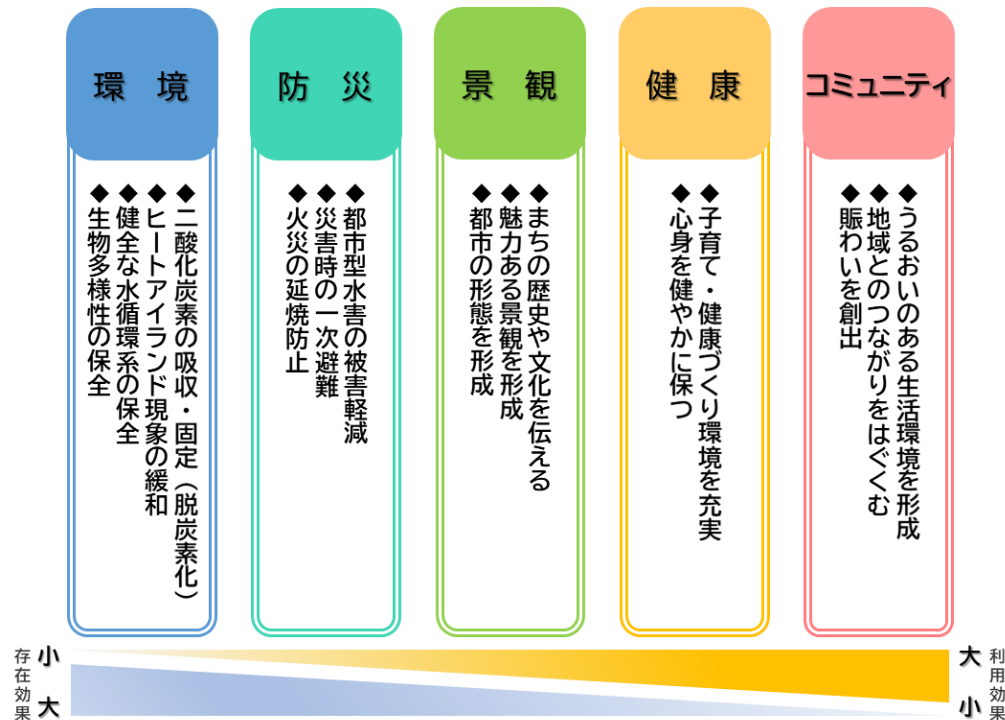 環 境
防 災
景 観
健 康
コミュニティ
◆二酸化炭素の吸収・固定（脱炭素化）
◆ヒートアイランド現象の緩和
◆健全な水循環系の保全
◆生物多様性の保全
◆都市型水害の被害軽減
◆災害時の一次避難
◆火災の延焼防止
◆まちの歴史や文化を伝える
◆魅力ある景観を形成
◆都市の形態を形成
◆子育て・健康づくり環境を充実
◆心身を健やかに保つ
◆うるおいのある生活環境を形成
◆地域とのつながりをはぐくむ
◆賑わいを創出
存在効果
小
大
大
小
利用効果